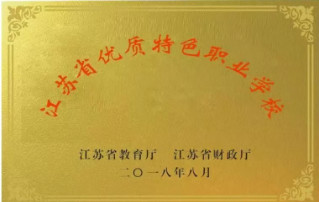 江苏省优质特色职业学校
江苏省教育厅 江苏省财政厅
二〇一八年八月